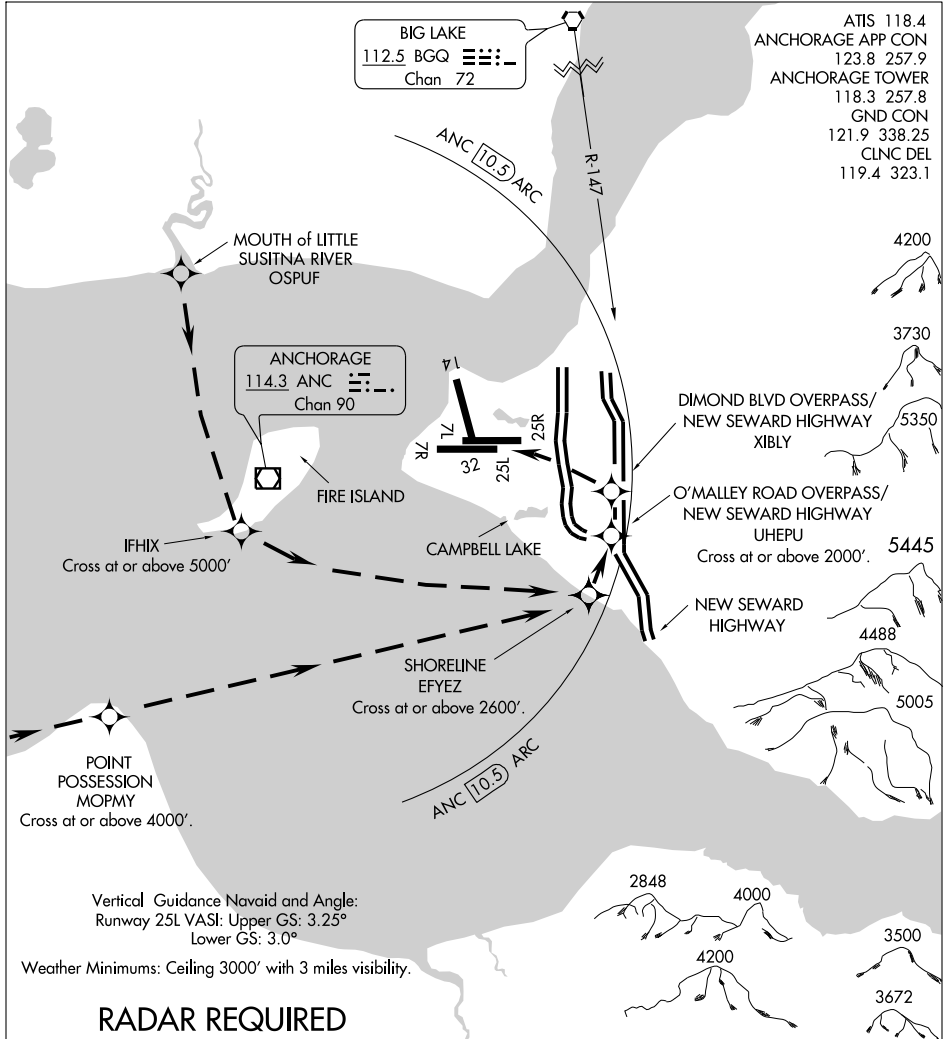 BIG LAKE
112.5 BGQ
Chan 72
ATIS 118.4
ANCHORAGE APP CON
123.8 257.9
ANCHORAGE TOWER
118.3 257.8
GND CON
121.9 338.25
CLNC DEL
119.4 323.1
ANC 10.5 ARC
R-147
MOUTH of LITTLE
SUSITNA RIVER
OSPUF
4200
3730
5350
ANCHORAGE
114.3 ANC
Chan 90
14
7L
25R
7R
32
25L
DIMOND BLVD OVERPASS/
NEW SEWARD HIGHWAY
XIBLY
FIRE ISLAND
O'MALLEY ROAD OVERPASS/
NEW SEWARD HIGHWAY
UHEPU
Cross at or above 2000'.
IFHIX
Cross at or above 5000'
CAMPBELL LAKE
5445
NEW SEWARD
HIGHWAY
4488
SHORELINE
EFYEZ
Cross at or above 2600'.
5005
POINT
POSSESSION
MOPMY
Cross at or above 4000'.
ANC 10.5 ARC
Vertical Guidance Navaid and Angle:
Runway 25L VASI: Upper GS: 3.25°
Lower GS: 3.0°
Weather Minimums: Ceiling 3000' with 3 miles visibility.
RADAR REQUIRED
2848
4000
4200
3500
3672